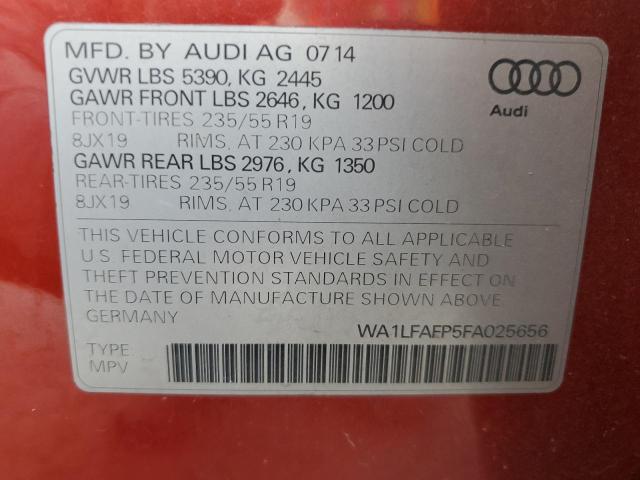 MFD. BY AUDI AG 07 14
GVWR LBS 5390, KG 2445
GAWR FRONT LBS 2646, KG 1200
FRONT-TIRES 235/55 R19
8JX19 RIMS, AT 230 KPA 33 PSI COLD
GAWR REAR LBS 2976, KG 1350
REAR-TIRES 235/55 R19
8JX19 RIMS, AT 230 KPA 33 PSI COLD
Audi
THIS VEHICLE CONFORMS TO ALL APPLICABLE
U.S. FEDERAL MOTOR VEHICLE SAFETY AND
THEFT PREVENTION STANDARDS IN EFFECT ON
THE DATE OF MANUFACTURE SHOWN ABOVE.
GERMANY
WA1LFAFP5FA025656
TYPE:
MPV